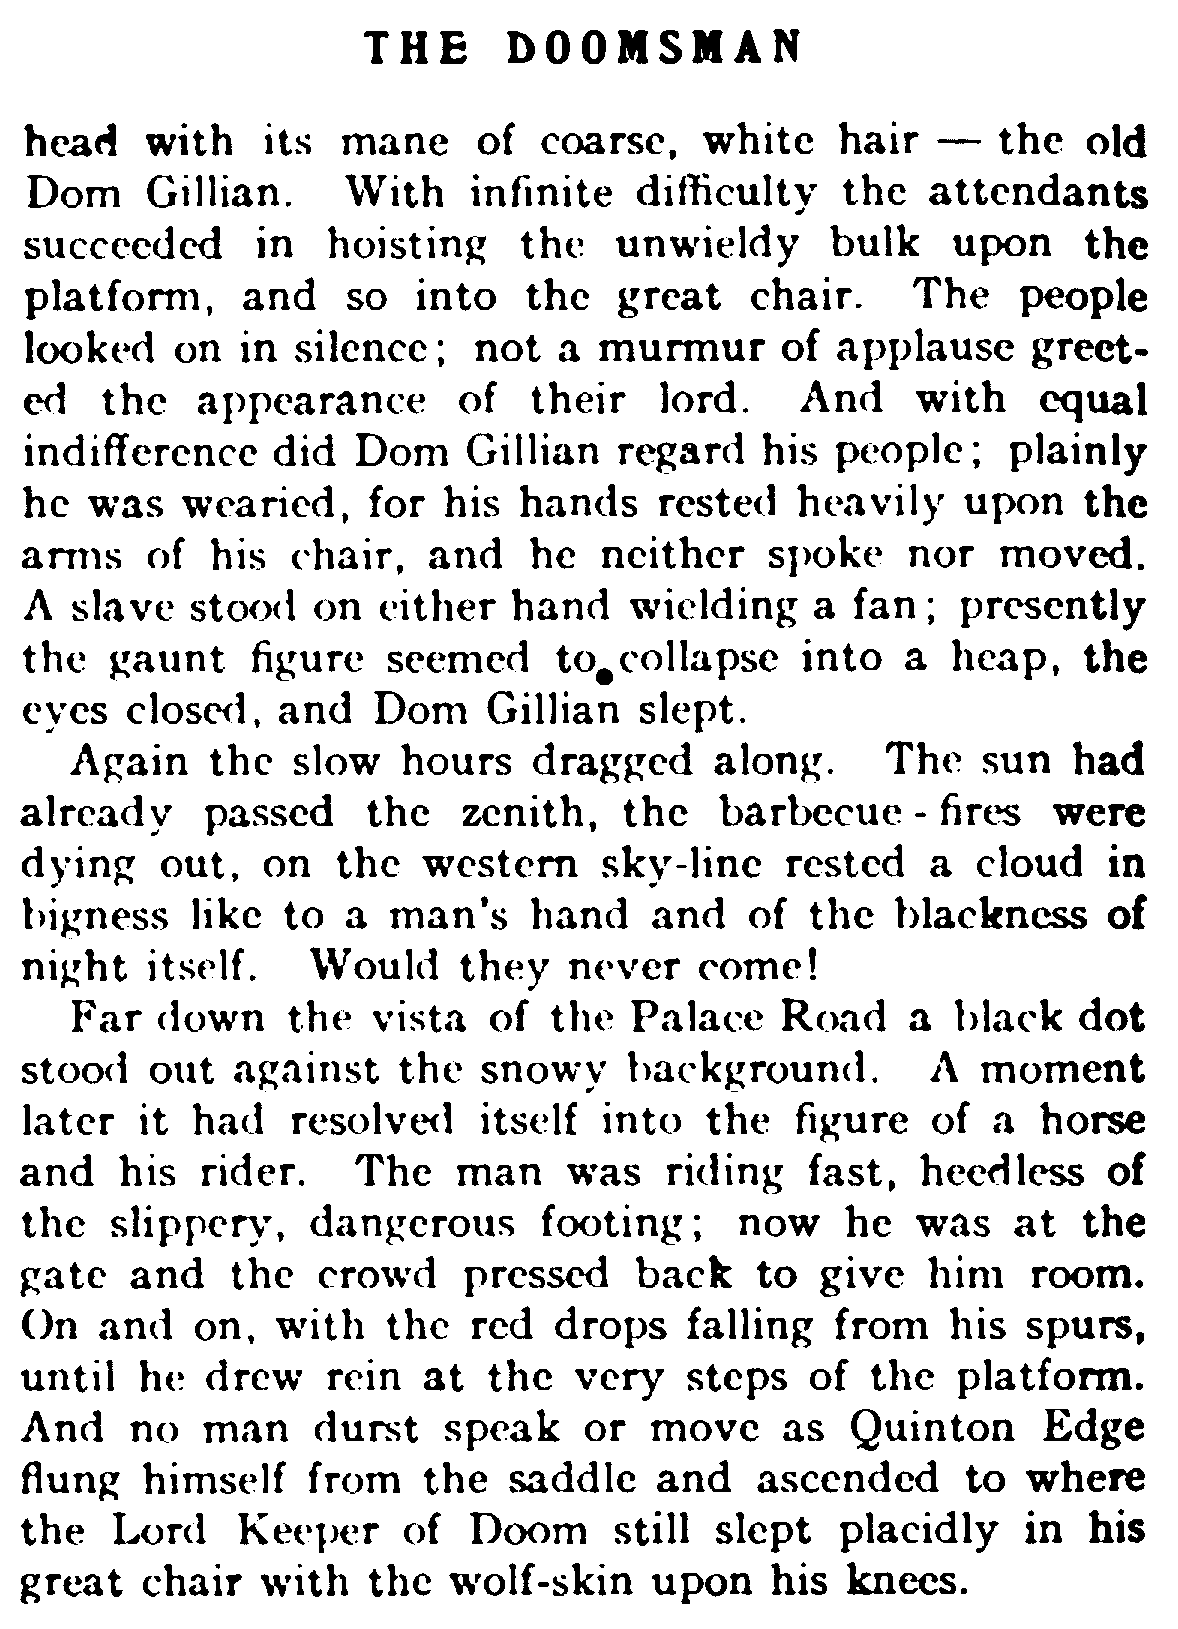 THE DOOMSMAN
head with its mane of coarse, white hair — the old
Dom Gillian. With infinite difficulty the attendants
succeeded in hoisting the unwieldy bulk upon the
platform, and so into the great chair. The people
looked on in silence; not a murmur of applause greet-
ed the appearance of their lord. And with equal
indifference did Dom Gillian regard his people; plainly
he was wearied, for his hands rested heavily upon the
arms of his chair, and he neither spoke nor moved.
A slave stood on either hand wielding a fan; presently
the gaunt figure seemed to collapse into a heap, the
eyes closed, and Dom Gillian slept.
Again the slow hours dragged along. The sun had
already passed the zenith, the barbecue-fires were
dying out, on the western sky-line rested a cloud in
bigness like to a man's hand and of the blackness of
night itself. Would they never come!
Far down the vista of the Palace Road a black dot
stood out against the snowy background. A moment
later it had resolved itself into the figure of a horse
and his rider. The man was riding fast, heedless of
the slippery, dangerous footing; now he was at the
gate and the crowd pressed back to give him room.
On and on, with the red drops falling from his spurs,
until he drew rein at the very steps of the platform.
And no man durst speak or move as Quinton Edge
flung himself from the saddle and ascended to where
the Lord Keeper of Doom still slept placidly in his
great chair with the wolf-skin upon his knees.